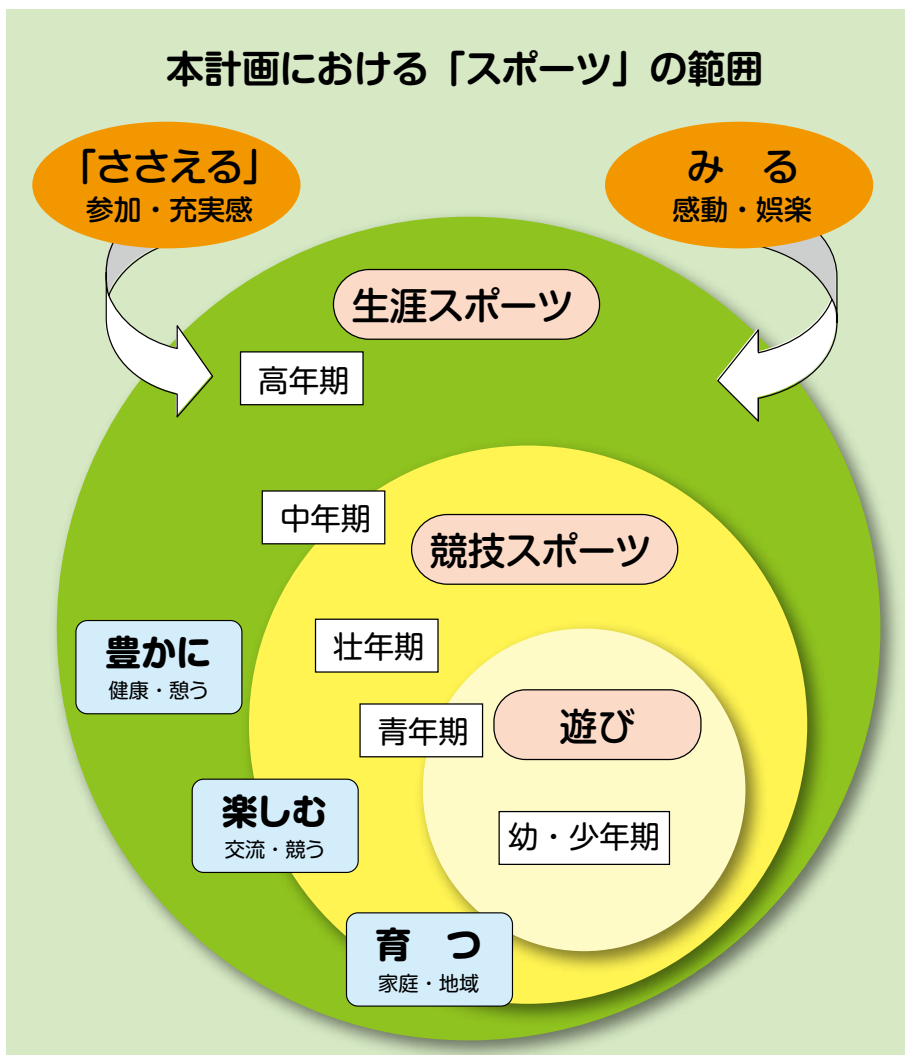 本計画における「スポーツ」の範囲
「ささえる」
参加・充実感
み　る
感動・娯楽
生涯スポーツ
高年期
中年期
競技スポーツ
壮年期
豊かに
健康・憩う
青年期
遊び
楽しむ
交流・競う
幼・少年期
育　つ
家庭・地域